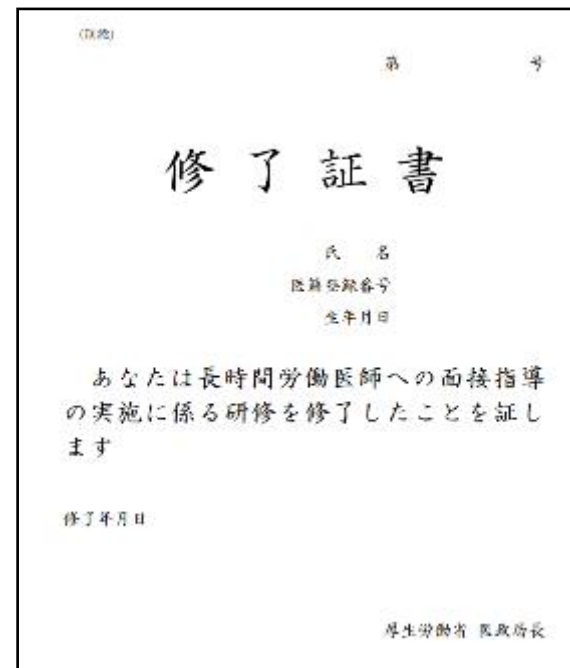 (別添)
第　　　　号
修了証書
氏　名
医籍登録番号
生年月日
あなたは長時間労働医師への面接指導
の実施に係る研修を修了したことを証し
ます
修了年月日
厚生労働省 医政局長